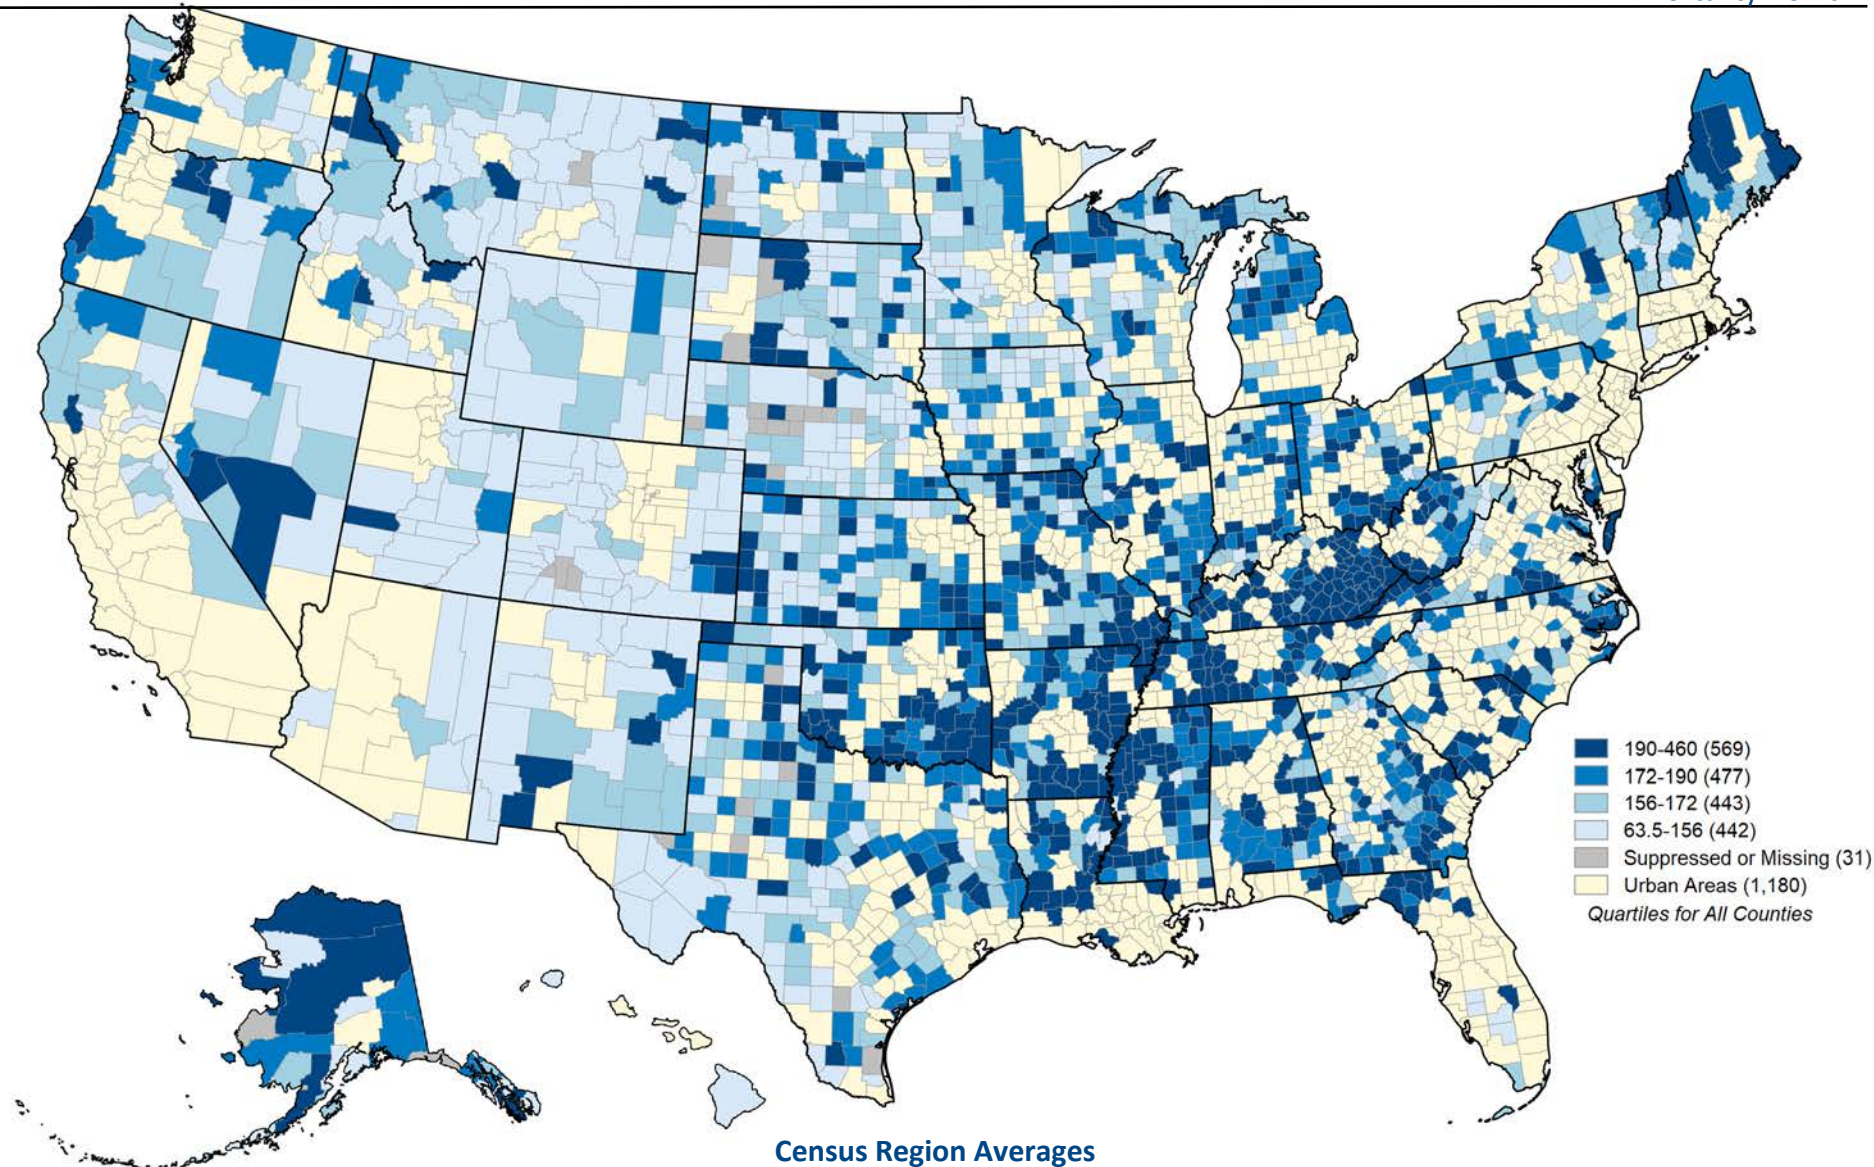 190-460 (569)
172-190 (477)
156-172 (443)
63.5-156 (442)
Suppressed or Missing (31)
Urban Areas (1,180)
Quartiles for All Counties
Census Region Averages